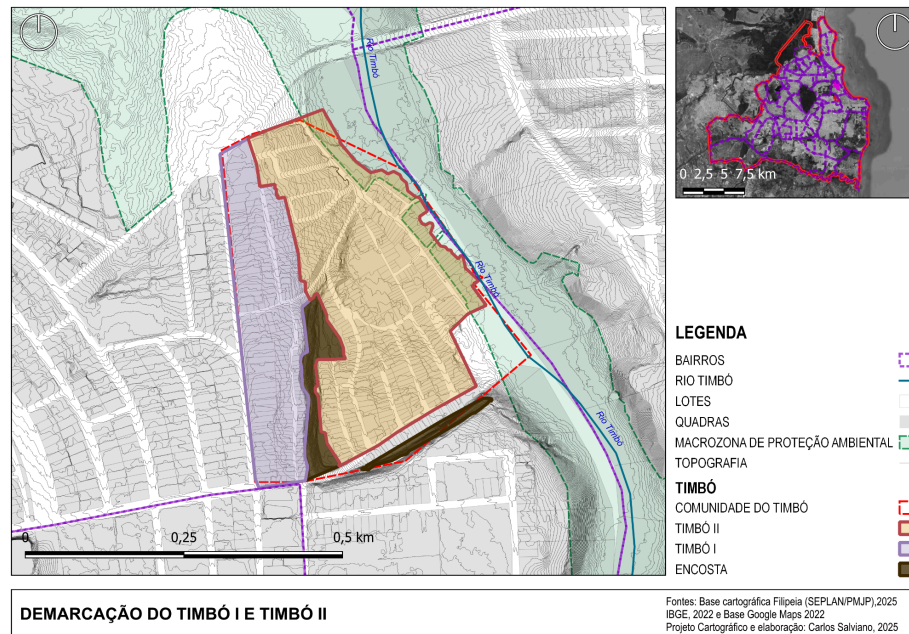 Rio Timbó
0 2,5 5 7,5 km
Rio Timbó
Rio Timbó
0 0,25 0,5 km
LEGENDA
BAIRROS
RIO TIMBÓ
LOTES
QUADRAS
MACROZONA DE PROTEÇÃO AMBIENTAL
TOPOGRAFIA
TIMBÓ
COMUNIDADE DO TIMBÓ
TIMBÓ II
TIMBÓ I
ENCOSTA
DEMARCAÇÃO DO TIMBÓ I E TIMBÓ II
Fontes: Base cartográfica Filipeia (SEPLAN/PMJP),2025
IBGE, 2022 e Base Google Maps 2022
Projeto Cartográfico e elaboração: Carlos Salviano, 2025